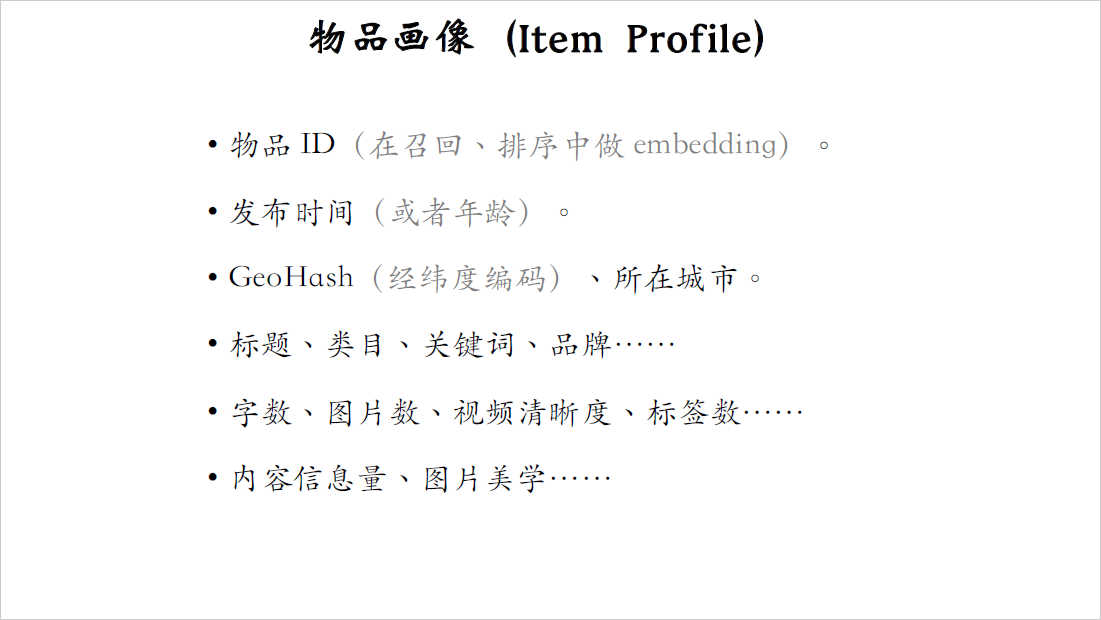 物品画像 (Item Profile)
• 物品 ID（在召回、排序中做 embedding）。
• 发布时间（或者年龄）。
• GeoHash（经纬度编码）、所在城市。
• 标题、类目、关键词、品牌……
• 字数、图片数、视频清晰度、标签数……
• 内容信息量、图片美学……